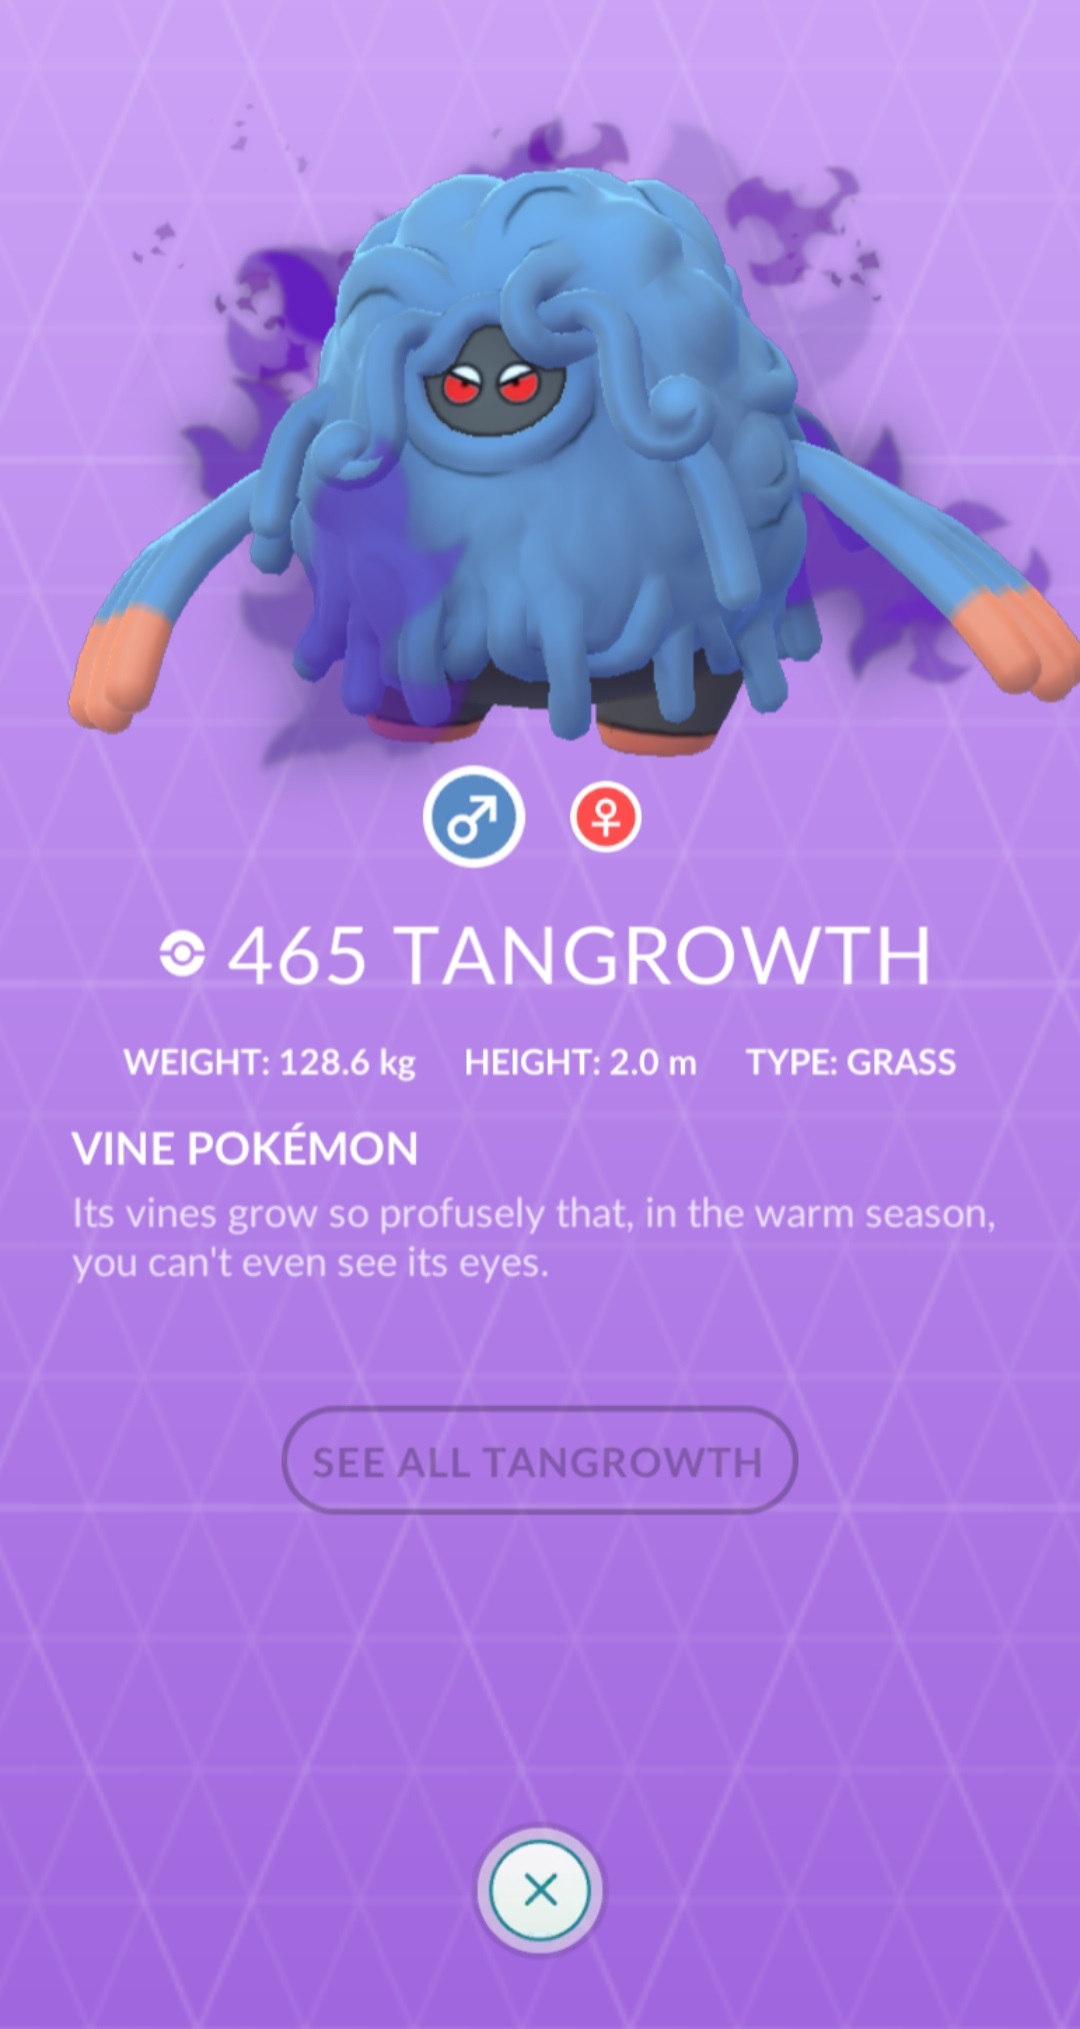 465 TANGROWTH
WEIGHT: 128.6 kg HEIGHT: 2.0 m TYPE: GRASS
VINE POKÉMON
Its vines grow so profusely that, in the warm season,
you can't even see its eyes.
SEE ALL TANGROWTH